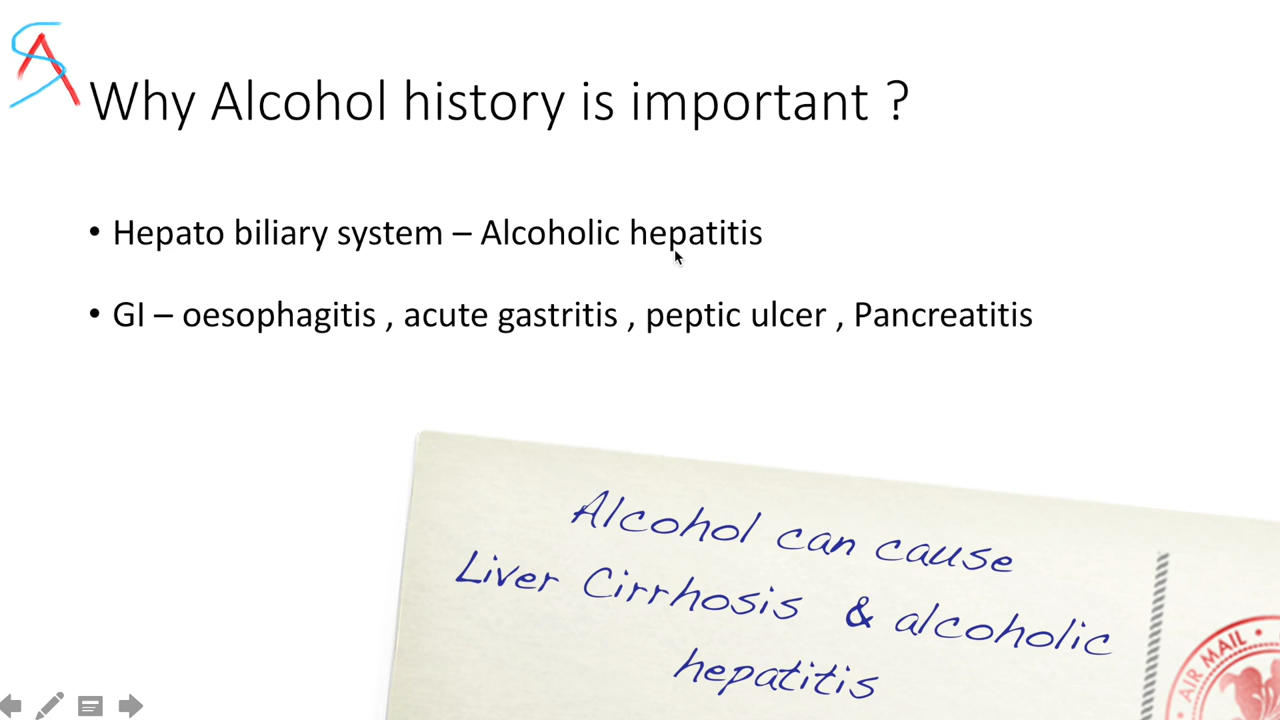 SA
Why Alcohol history is important ?
• Hepato biliary system – Alcoholic hepatitis
• GI – oesophagitis , acute gastritis , peptic ulcer , Pancreatitis
Alcohol can cause
Liver Cirrhosis & alcoholic
hepatitis
AIR MAIL •